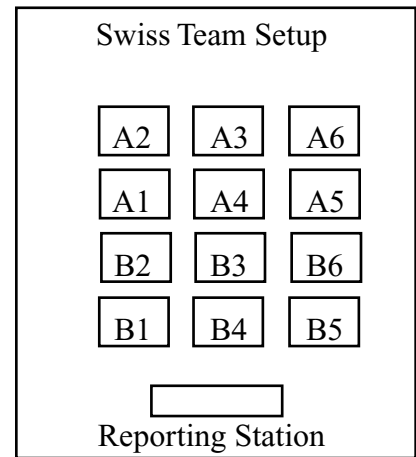 Swiss Team Setup
A2 A3 A6
A1 A4 A5
B2 B3 B6
B1 B4 B5
Reporting Station